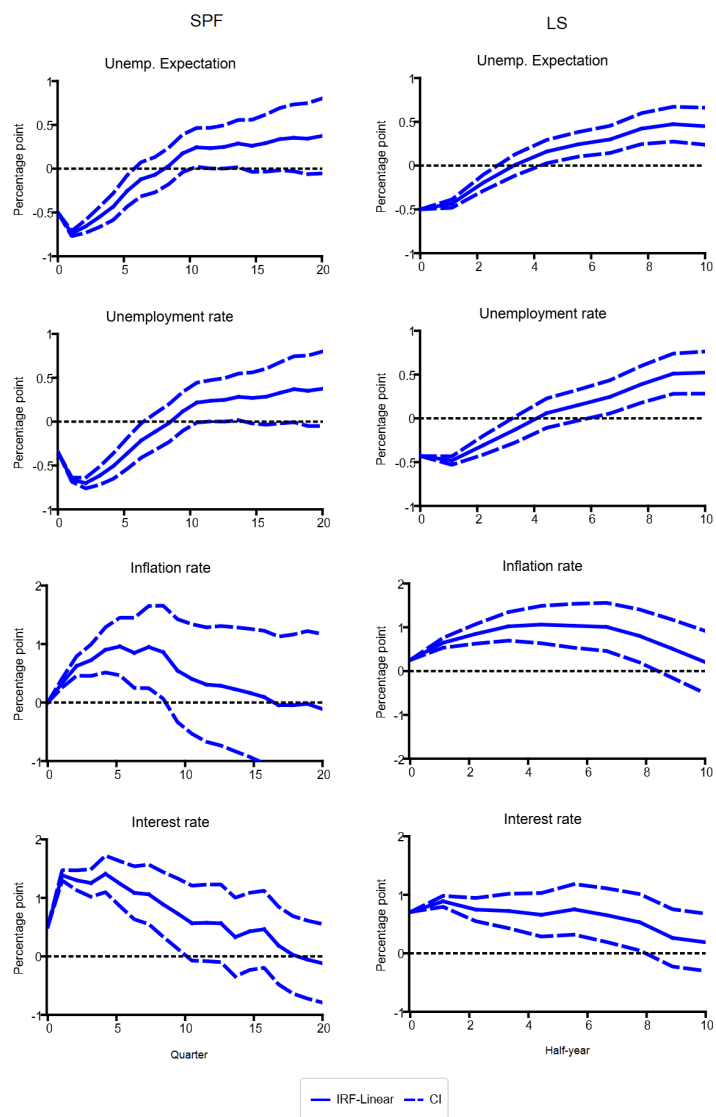 SPF LS
Unemp. Expectation
Percentage point
1
0.5
0
-0.5
-1
0 5 10 15 20
Unemp. Expectation
Percentage point
1
0.5
0
-0.5
-1
0 2 4 6 8 10
Unemployment rate
Percentage point
1
0.5
0
-0.5
-1
0 5 10 15 20
Unemployment rate
Percentage point
1
0.5
0
-0.5
-1
0 2 4 6 8 10
Inflation rate
Percentage point
2
1
0
-1
0 5 10 15 20
Inflation rate
Percentage point
2
1
0
-1
-2
0 2 4 6 8 10
Interest rate
Percentage point
2
1
0
-1
0 5 10 15 20
Quarter
Interest rate
Percentage point
2
1
0
-1
0 2 4 6 8 10
Half-year
IRF-Linear CI